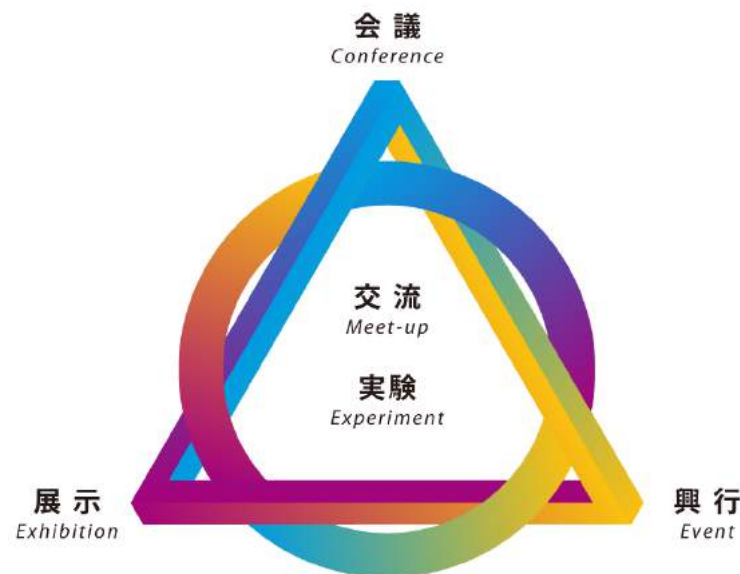 会議
Conference
交流
Meet-up
実験
Experiment
展示
Exhibition
興行
Event